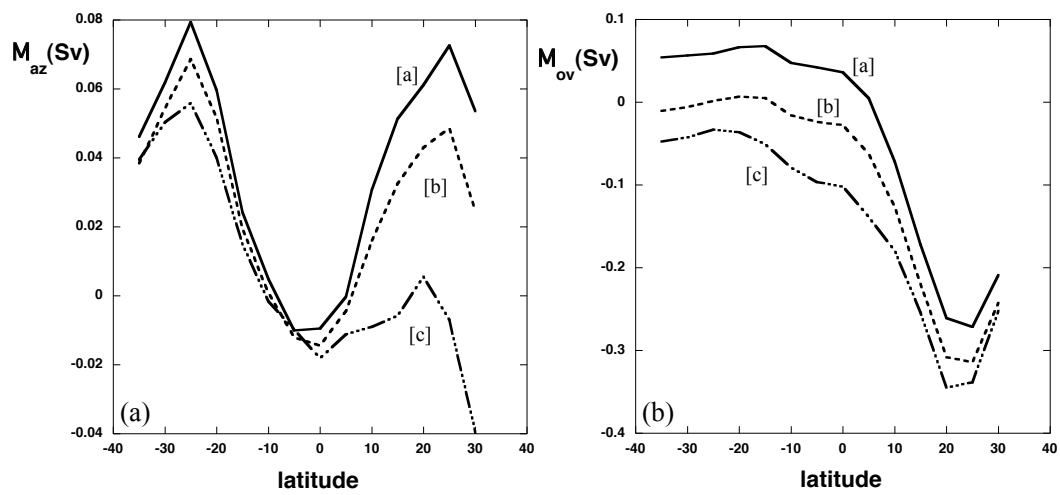 M_az(Sv)
0.08
0.06
0.04
0.02
0
-0.02
-0.04
[a]
[b]
[c]
(a)
-40 -30 -20 -10 0 10 20 30 40
latitude
M_ov(Sv)
0.1
0
-0.1
-0.2
-0.3
-0.4
[a]
[b]
[c]
(b)
-40 -30 -20 -10 0 10 20 30 40
latitude